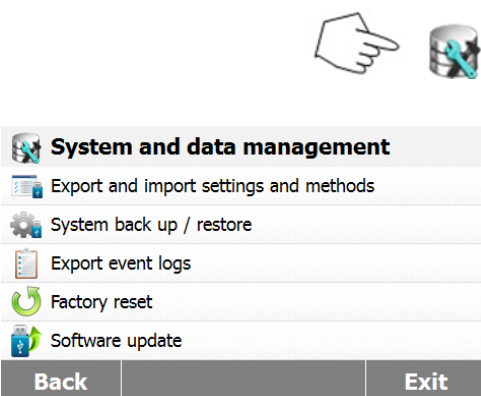 System and data management
Export and import settings and methods
System back up / restore
Export event logs
Factory reset
Software update
Back Exit